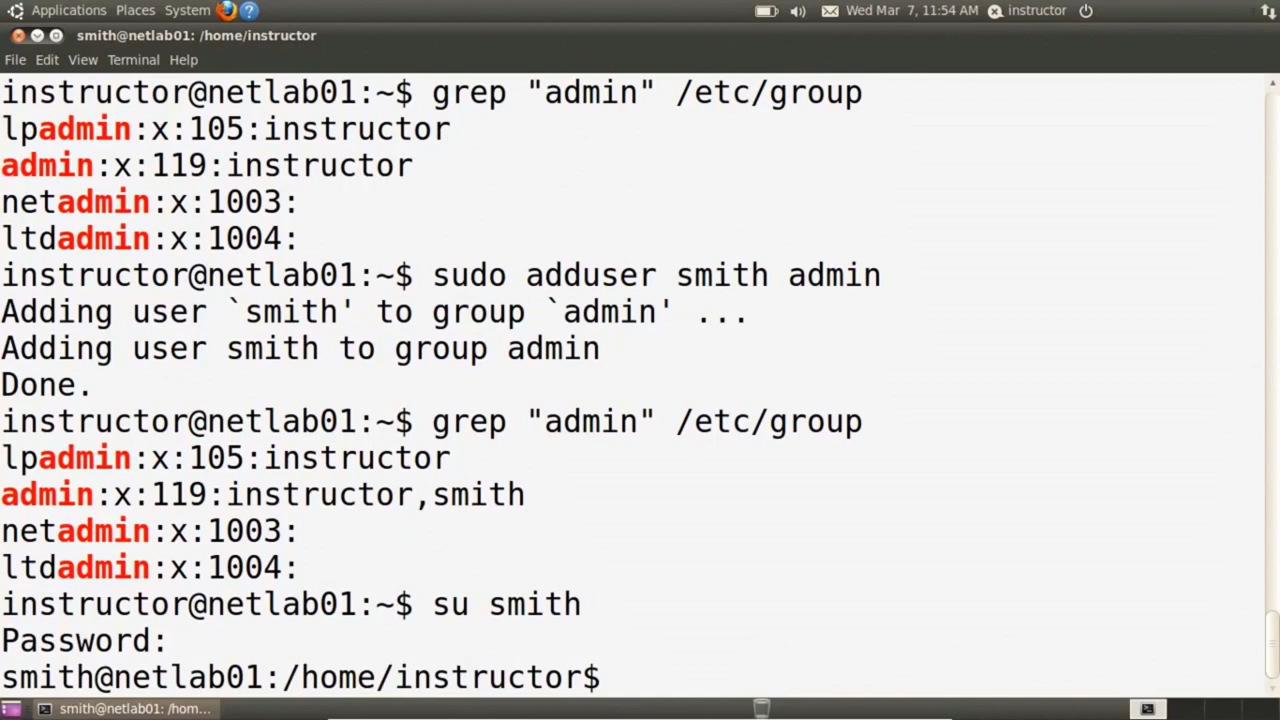 Applications Places System Wed Mar 7, 11:54 AM instructor
smith@netlab01: /home/instructor
File Edit View Terminal Help
instructor@netlab01:~$ grep "admin" /etc/group
lpadmin:x:105:instructor
admin:x:119:instructor
netadmin:x:1003:
ltdadmin:x:1004:
instructor@netlab01:~$ sudo adduser smith admin
Adding user `smith' to group `admin' ...
Adding user smith to group admin
Done.
instructor@netlab01:~$ grep "admin" /etc/group
lpadmin:x:105:instructor
admin:x:119:instructor,smith
netadmin:x:1003:
ltdadmin:x:1004:
instructor@netlab01:~$ su smith
Password:
smith@netlab01:/home/instructor$
smith@netlab01: /hom...